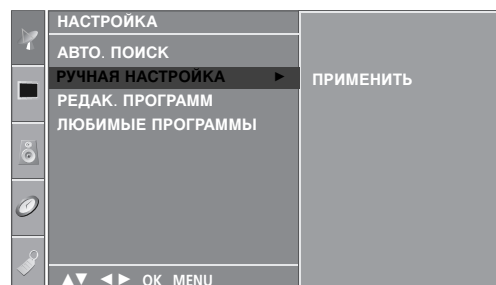 НАСТРОЙКА
АВТО. ПОИСК
РУЧНАЯ НАСТРОЙКА ►
ПРИМЕНИТЬ
РЕДАК. ПРОГРАММ
ЛЮБИМЫЕ ПРОГРАММЫ
▲▼ ◄► OK MENU